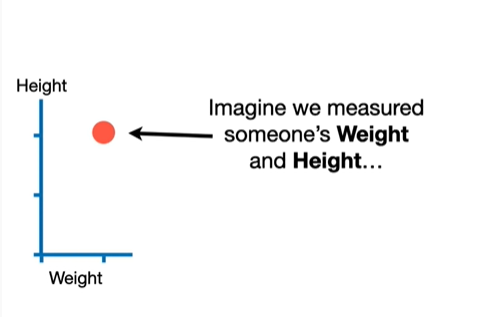 Height
Imagine we measured
someone’s Weight
and Height…
Weight